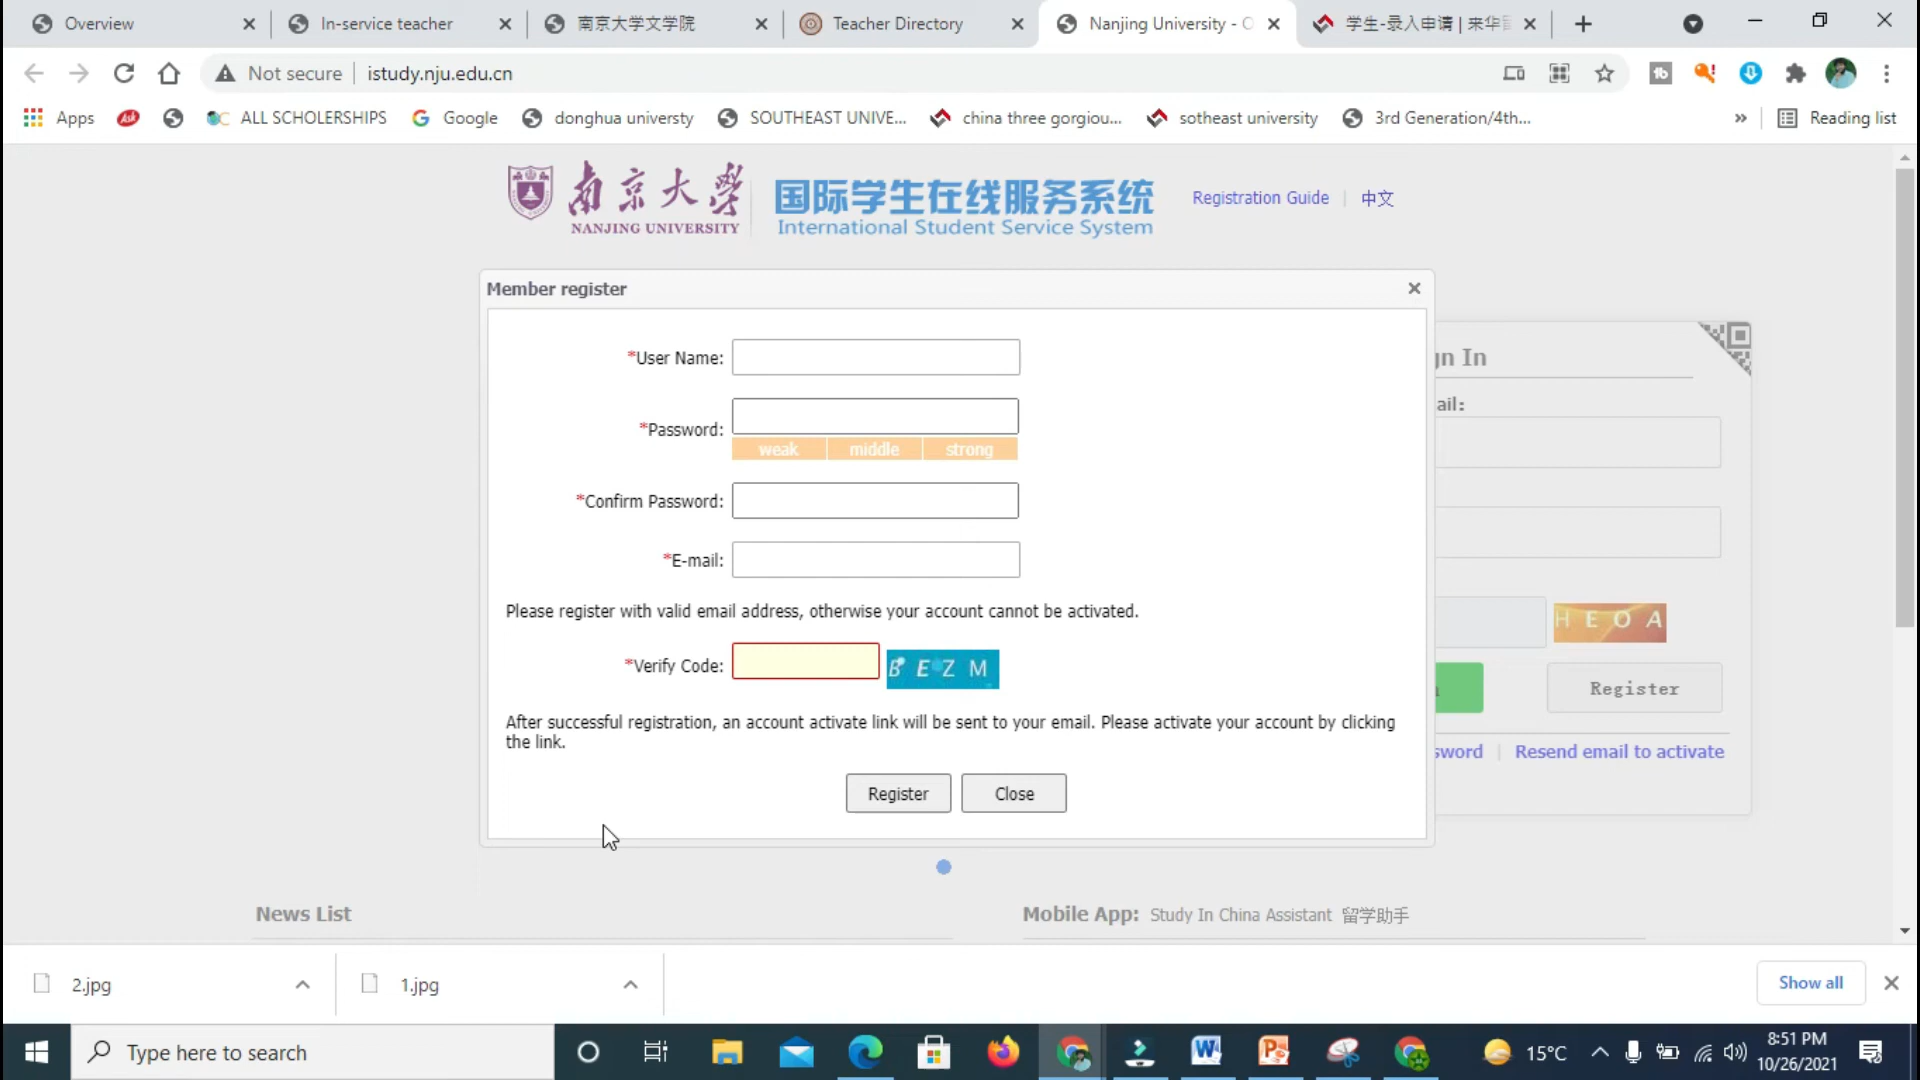 Overview
In-service teacher
南京大学文学院
Teacher Directory
Nanjing University - O
学生-录入申请 | 来华
Not secure
istudy.nju.edu.cn
Apps
Ask
ALL SCHOLERSHIPS
Google
donghua universty
SOUTHEAST UNIVE...
china three gorgiou...
sotheast university
3rd Generation/4th...
»
Reading list
南京大學
NANJING UNIVERSITY
国际学生在线服务系统
International Student Service System
Registration Guide
中文
Member register
*User Name:
*Password:
weak
middle
strong
*Confirm Password:
*E-mail:
Please register with valid email address, otherwise your account cannot be activated.
*Verify Code:
B E Z M
After successful registration, an account activate link will be sent to your email. Please activate your account by clicking
the link.
Register
Close
gn In
ail:
H E O A
Register
sword
Resend email to activate
News List
Mobile App: Study In China Assistant 留学助手
2.jpg
1.jpg
Show all
Type here to search
15°C
8:51 PM
10/26/2021